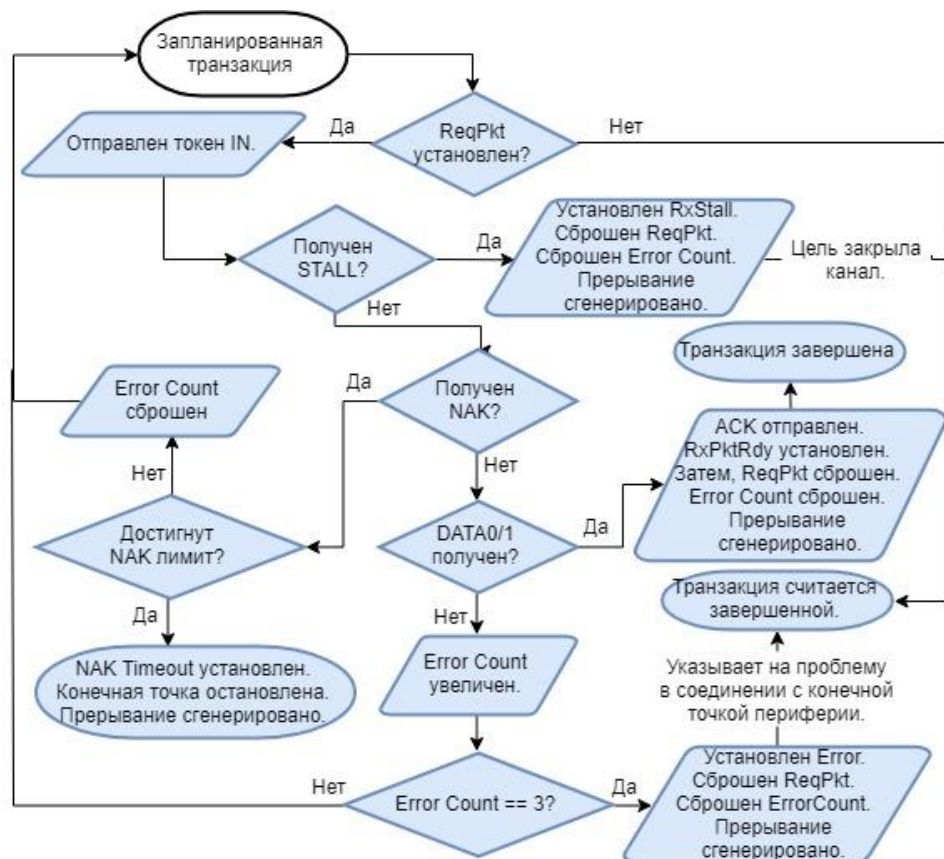 Запланированная
транзакция
ReqPkt
установлен?
Да
Нет
Отправлен токен IN.
Получен
STALL?
Да
Нет
Установлен RxStall.
Сброшен ReqPkt.
Сброшен Error Count.
Прерывание
сгенерировано.
Цель закрыла
канал.
Получен
NAK?
Да
Нет
Error Count
сброшен
Нет
Достигнут
NAK лимит?
Да
NAK Timeout установлен.
Конечная точка остановлена.
Прерывание сгенерировано.
DATA0/1
получен?
Да
Нет
Транзакция завершена
ACK отправлен.
RxPktRdy установлен.
Затем, ReqPkt сброшен.
Error Count сброшен.
Прерывание
сгенерировано.
Транзакция считается
завершенной.
Error Count
увеличен.
Указывает на проблему
в соединении с конечной
точкой периферии.
Error Count == 3?
Нет
Да
Установлен Error.
Сброшен ReqPkt.
Сброшен ErrorCount.
Прерывание
сгенерировано.